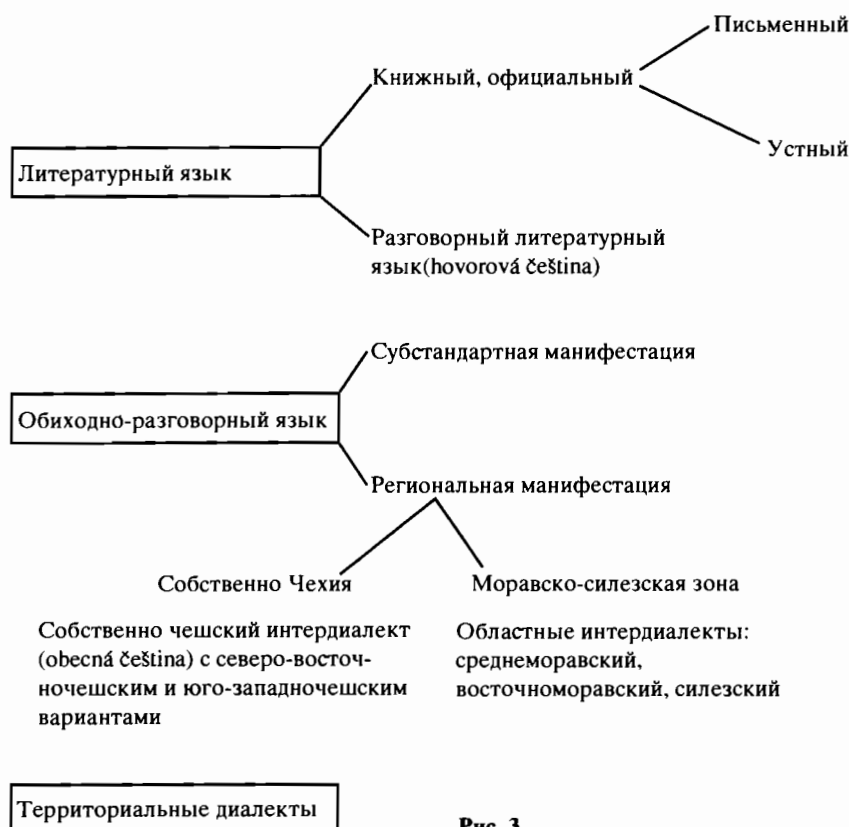 Письменный
Книжный, официальный
Устный
Литературный язык
Разговорный литературный
язык(hovorová čeština)
Субстандартная манифестация
Обиходно-разговорный язык
Региональная манифестация
Собственно Чехия
Моравско-силезская зона
Собственно чешский интердиалект
(obecná čeština) с северо-восточ-
ночешским и юго-западночешским
вариантами
Областные интердиалекты:
среднеморавский,
восточноморавский, силезский
Территориальные диалекты
Рис. 3